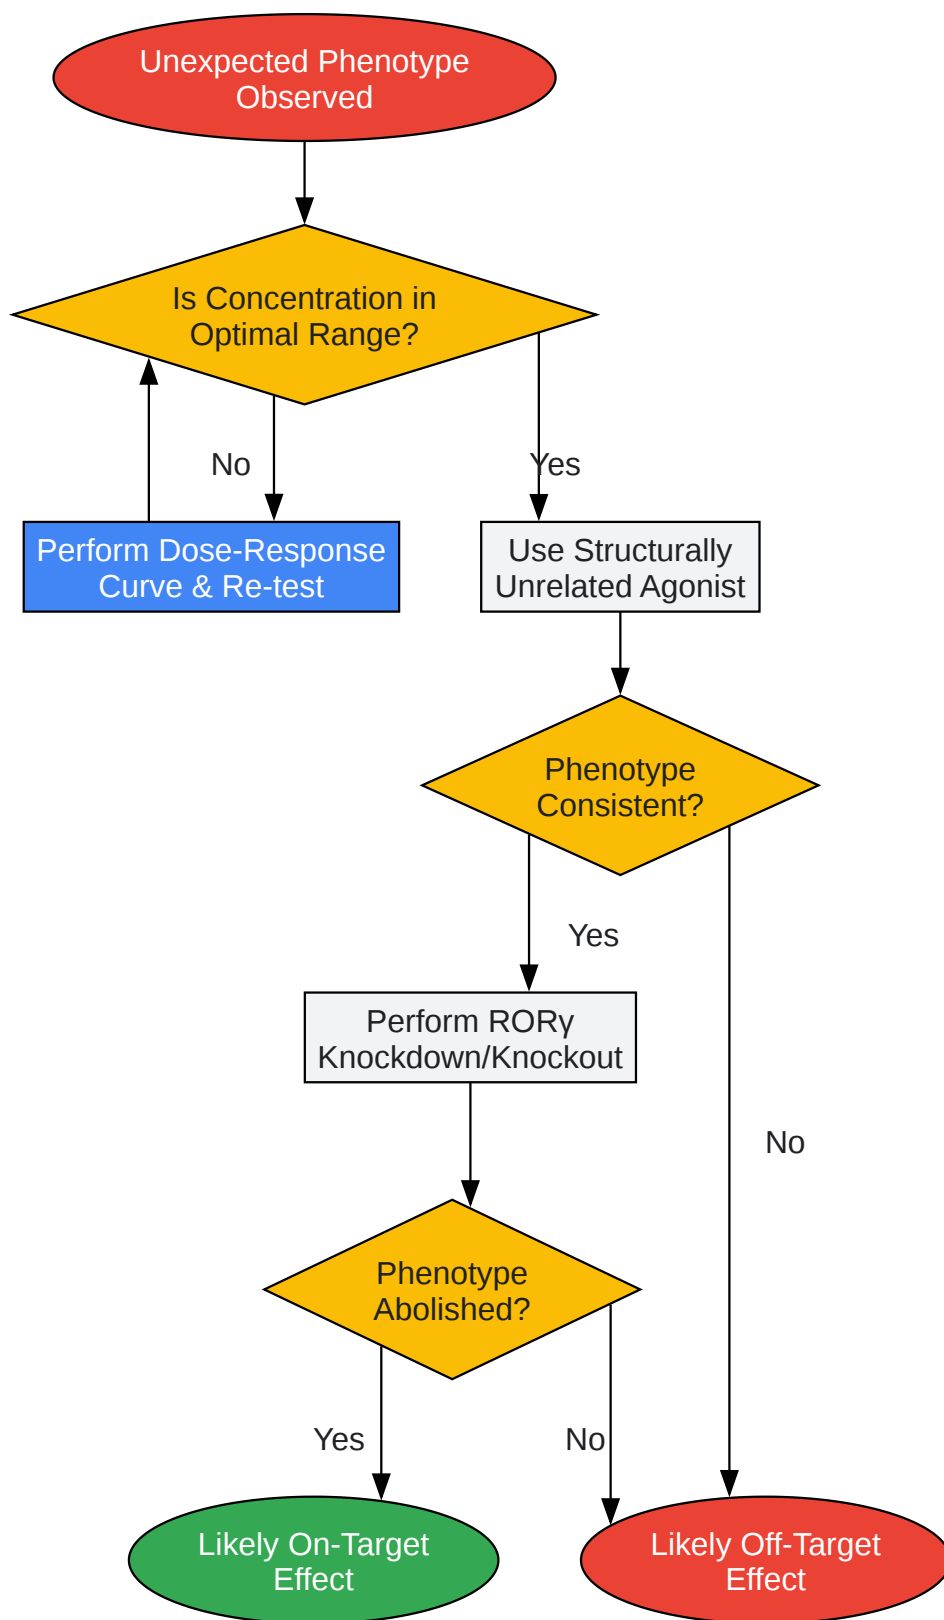 Unexpected Phenotype
Observed
Is Concentration in
Optimal Range?
No
Yes
Perform Dose-Response
Curve & Re-test
Use Structurally
Unrelated Agonist
Phenotype
Consistent?
Yes
Perform RORγ
Knockdown/Knockout
No
Phenotype
Abolished?
Yes
No
Likely On-Target
Effect
Likely Off-Target
Effect